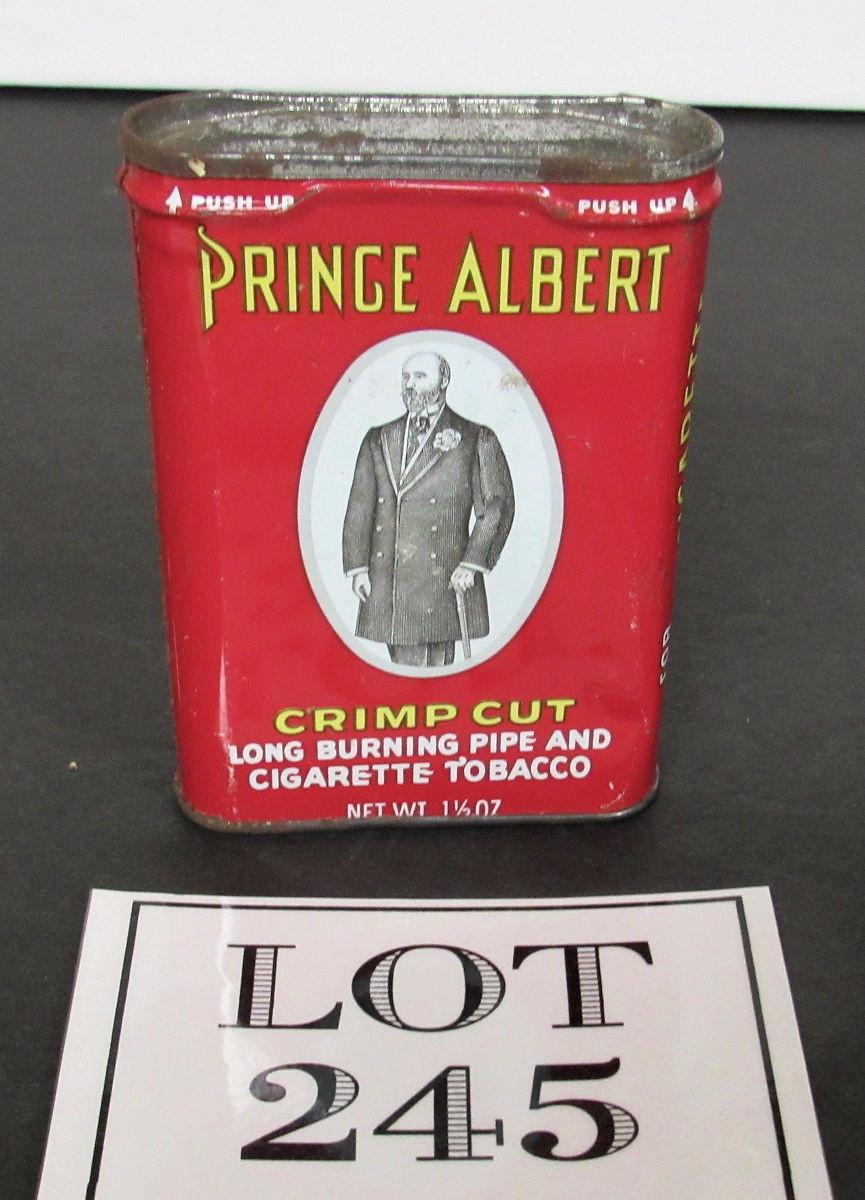 PUSH UP PUSH UP
PRINCE ALBERT
CRIMP CUT
LONG BURNING PIPE AND
CIGARETTE TOBACCO
NET WT. 1½ OZ
FOR
LOT
245